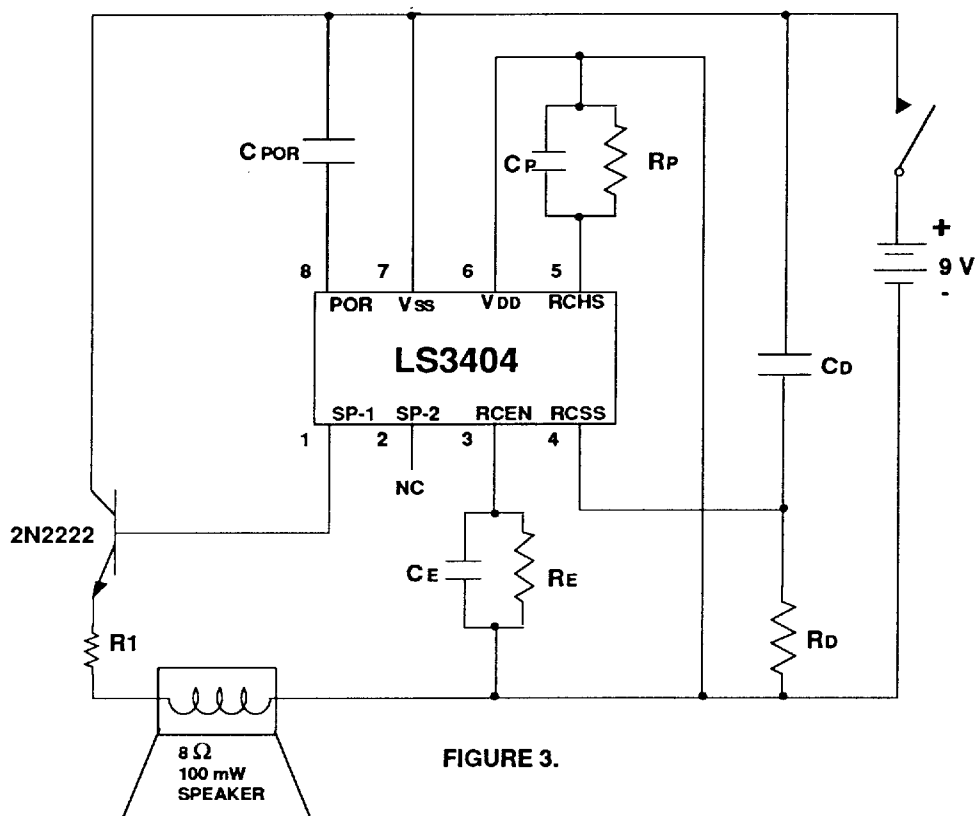 C POR
CP
RP
+
9 V
-
8
7
6
5
POR
VSS
VDD
RCHS
LS3404
CD
SP-1
SP-2
RCEN
RCSS
1
2
3
4
NC
2N2222
CE
RE
R1
RD
8 Ω
100 mW
SPEAKER
FIGURE 3.